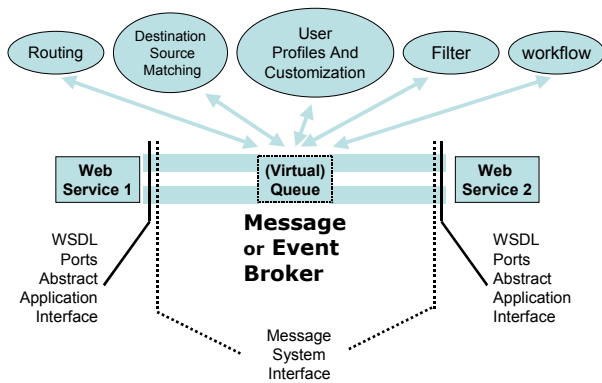 Routing
Destination
Source
Matching
User
Profiles And
Customization
Filter
workflow
Web
Service 1
(Virtual)
Queue
Web
Service 2
Message
or Event
Broker
WSDL
Ports
Abstract
Application
Interface
WSDL
Ports
Abstract
Application
Interface
Message
System
Interface